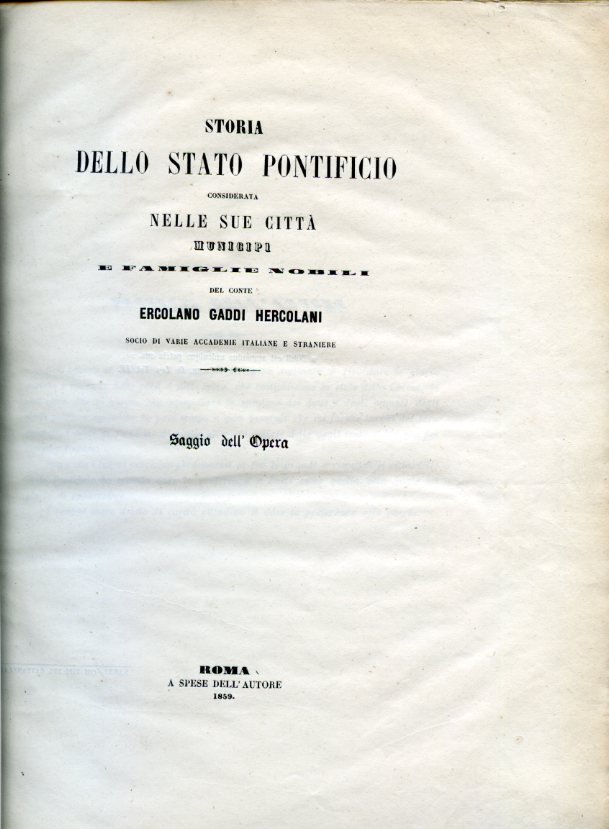 STORIA
DELLO STATO PONTIFICIO
CONSIDERATA
NELLE SUE CITTÀ
MUNICIPI
E FAMIGLIE NOBILI
DEL CONTE
ERCOLANO GADDI HERCOLANI
SOCIO DI VARIE ACCADEMIE ITALIANE E STRANIERE
Saggio dell' Opera
ROMA
A SPESE DELL'AUTORE
1859.